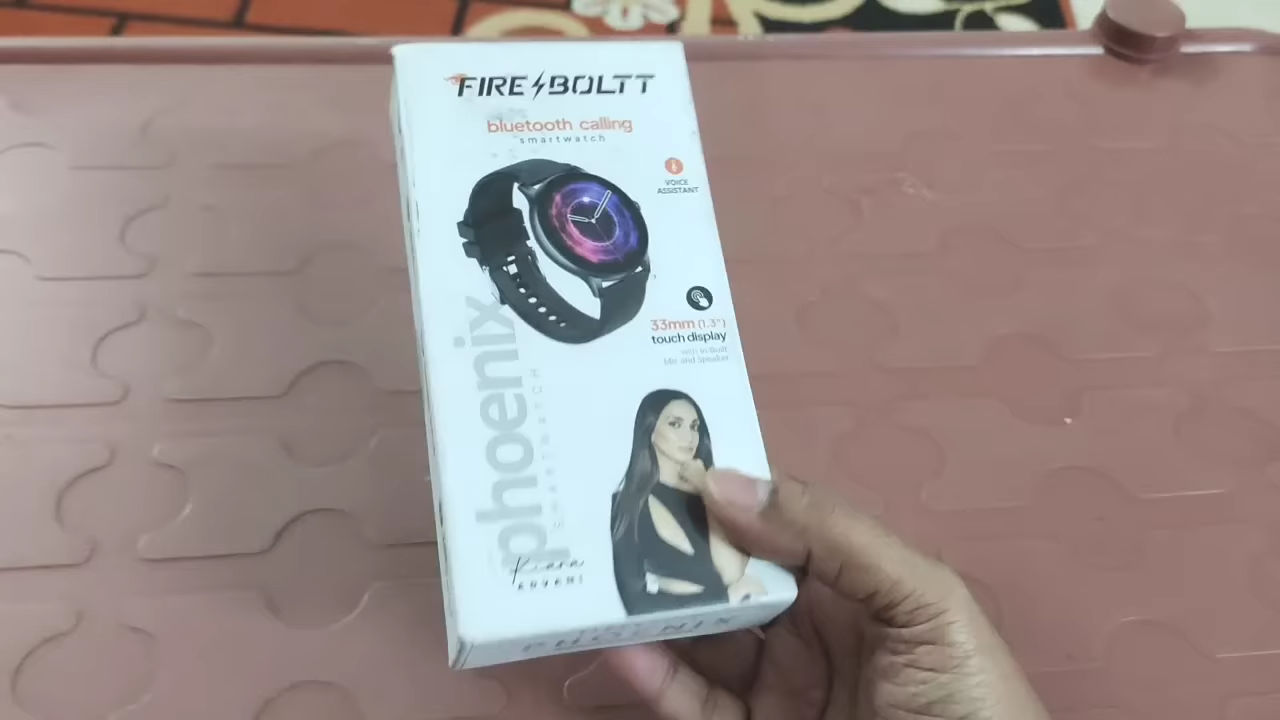 FIRE BOLTT
bluetooth calling
smartwatch
VOICE
ASSISTANT
33mm (1.3")
touch display
with In-Built
Mic and Speaker
phoenix
SMARTWATCH
Kiara
ADVANI
PHOENIX